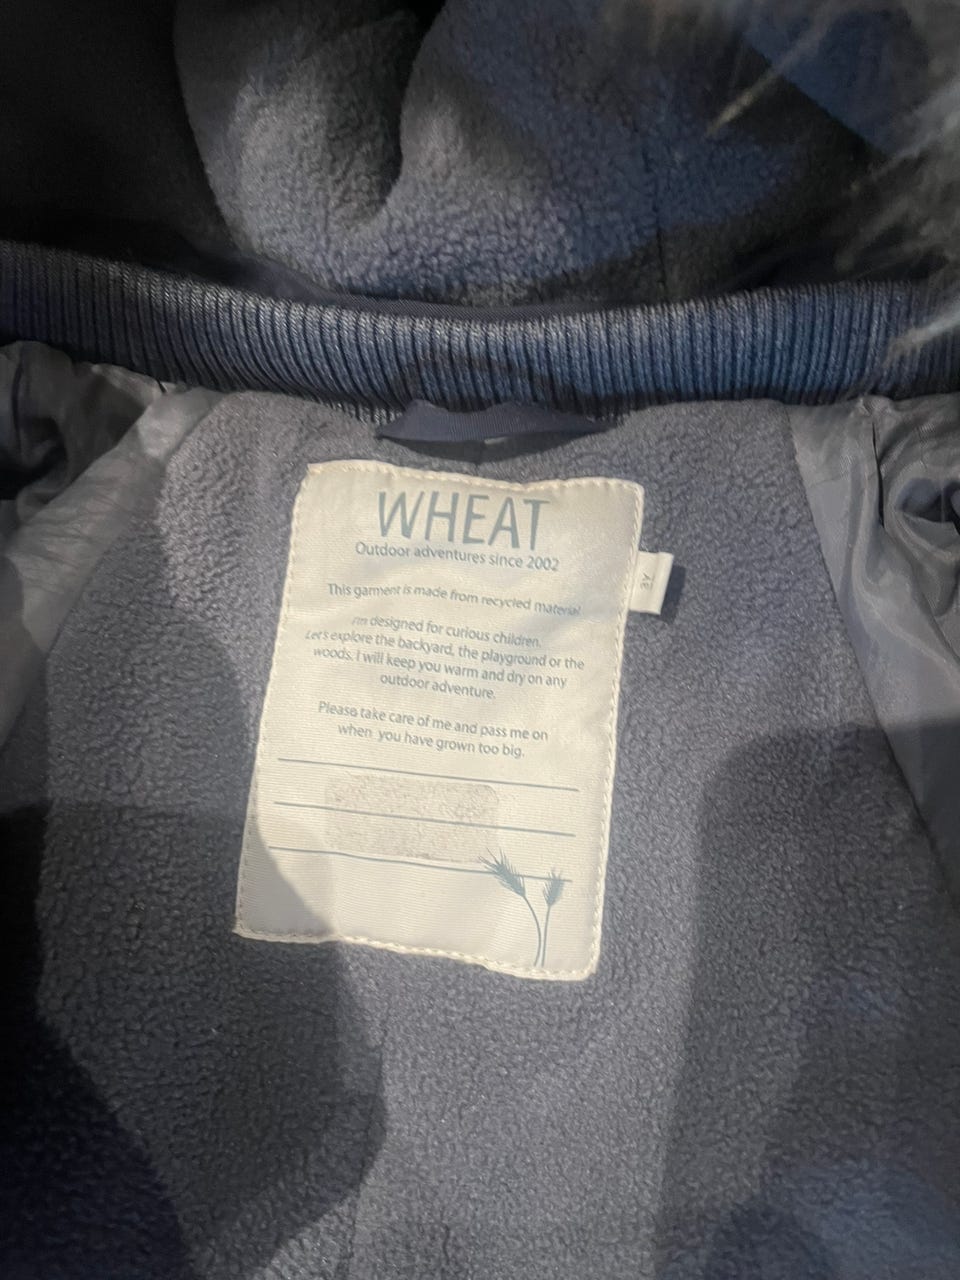 WHEAT
Outdoor adventures since 2002
This garment is made from recycled material
I'm designed for curious children.
Let's explore the backyard, the playground or the
woods. I will keep you warm and dry on any
outdoor adventure.
Please take care of me and pass me on
when you have grown too big.
3Y